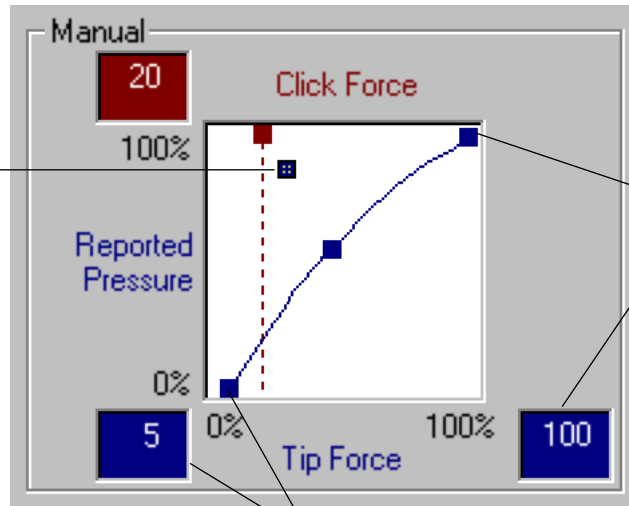 Manual
20
Click Force
100%
Reported
Pressure
0%
5
0%
100%
100
Tip Force